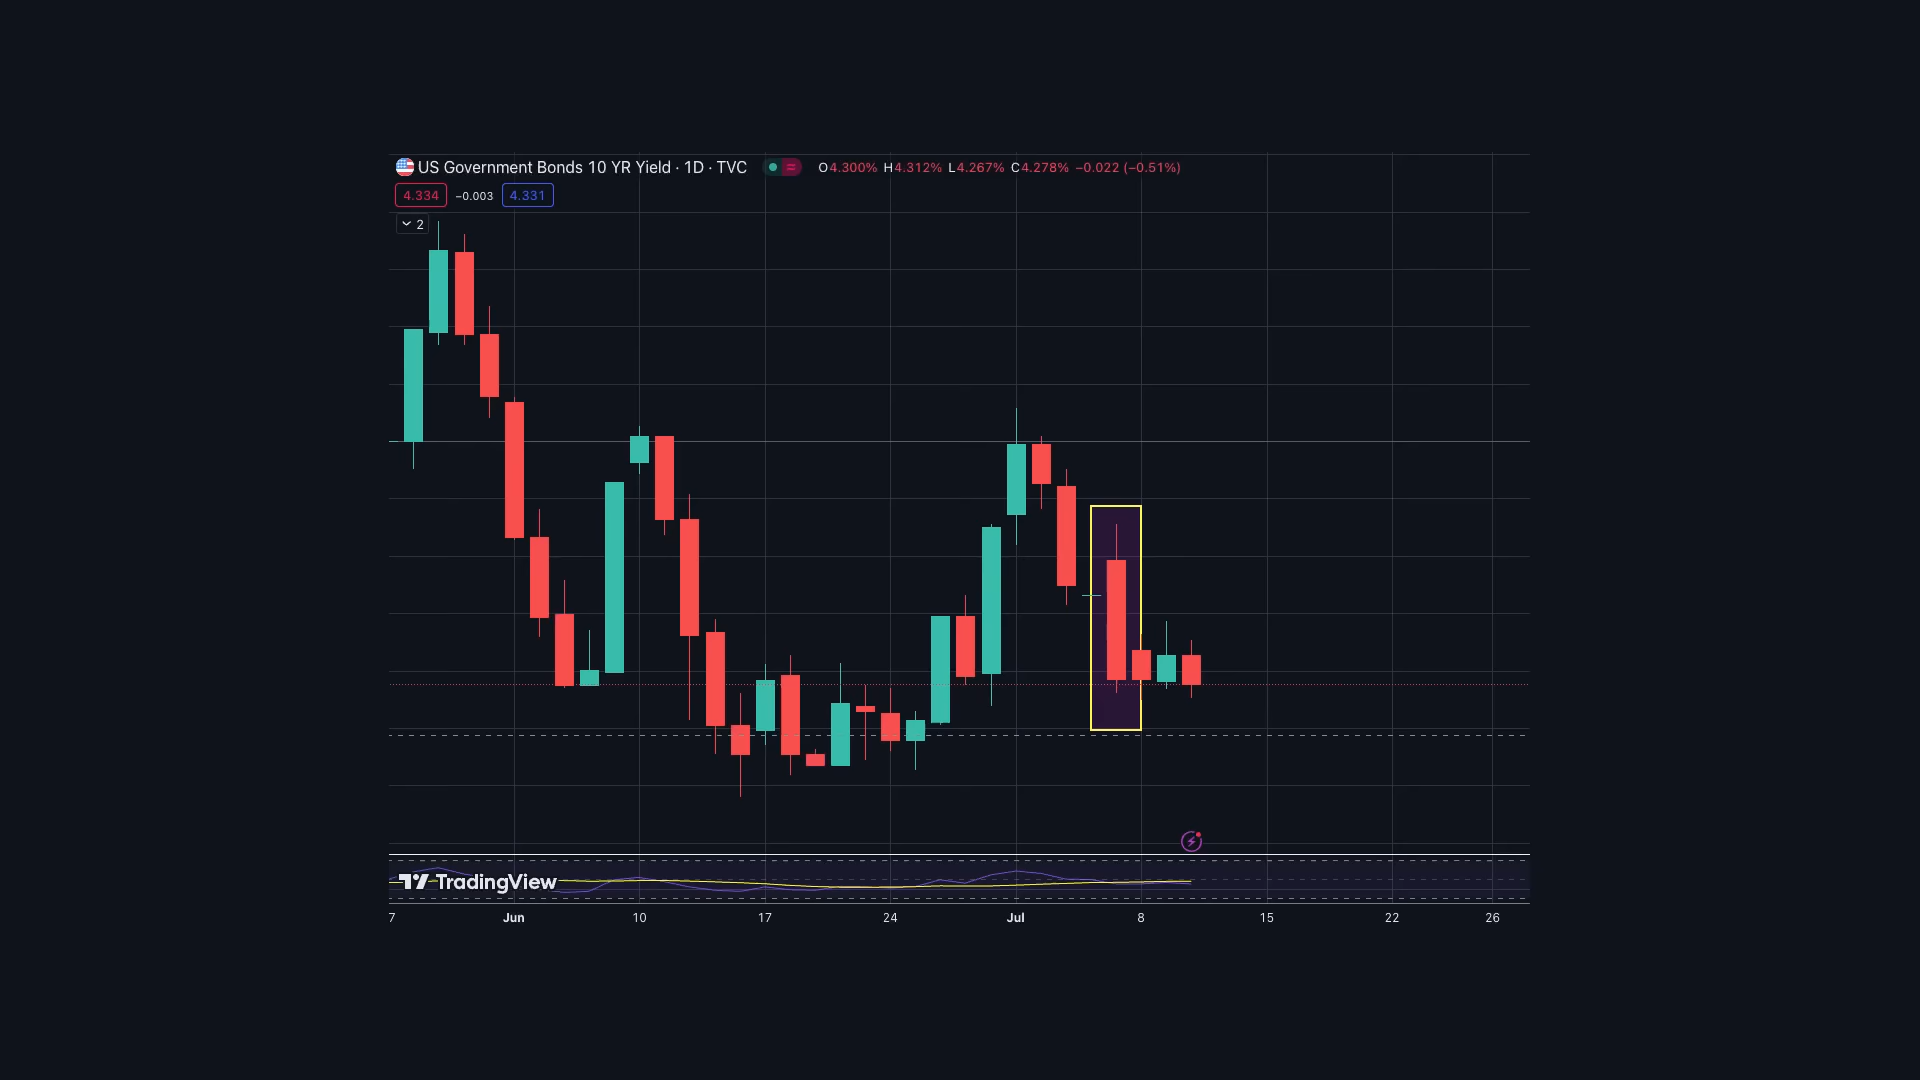 US Government Bonds 10 YR Yield · 1D · TVC O4.300% H4.312% L4.267% C4.278% −0.022 (−0.51%)
4.334 −0.003 4.331
2
TradingView
7 Jun 10 17 24 Jul 8 15 22 26